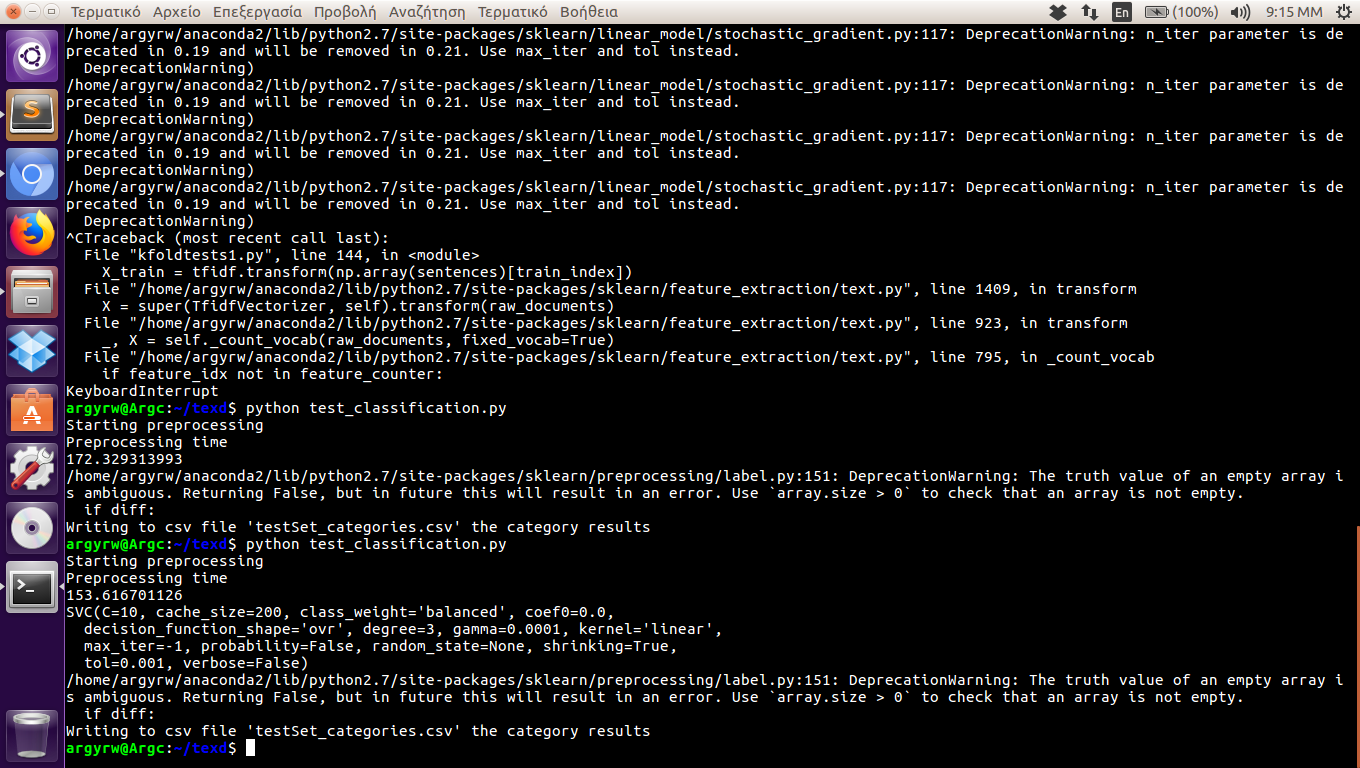 Τερματικό Αρχείο Επεξεργασία Προβολή Αναζήτηση Τερματικό Βοήθεια En (100%) 9:15 ΜΜ
/home/argyrw/anaconda2/lib/python2.7/site-packages/sklearn/linear_model/stochastic_gradient.py:117: DeprecationWarning: n_iter parameter is de
precated in 0.19 and will be removed in 0.21. Use max_iter and tol instead.
  DeprecationWarning)
/home/argyrw/anaconda2/lib/python2.7/site-packages/sklearn/linear_model/stochastic_gradient.py:117: DeprecationWarning: n_iter parameter is de
precated in 0.19 and will be removed in 0.21. Use max_iter and tol instead.
  DeprecationWarning)
/home/argyrw/anaconda2/lib/python2.7/site-packages/sklearn/linear_model/stochastic_gradient.py:117: DeprecationWarning: n_iter parameter is de
precated in 0.19 and will be removed in 0.21. Use max_iter and tol instead.
  DeprecationWarning)
/home/argyrw/anaconda2/lib/python2.7/site-packages/sklearn/linear_model/stochastic_gradient.py:117: DeprecationWarning: n_iter parameter is de
precated in 0.19 and will be removed in 0.21. Use max_iter and tol instead.
  DeprecationWarning)
^CTraceback (most recent call last):
  File "kfoldtests1.py", line 144, in <module>
    X_train = tfidf.transform(np.array(sentences)[train_index])
  File "/home/argyrw/anaconda2/lib/python2.7/site-packages/sklearn/feature_extraction/text.py", line 1409, in transform
    X = super(TfidfVectorizer, self).transform(raw_documents)
  File "/home/argyrw/anaconda2/lib/python2.7/site-packages/sklearn/feature_extraction/text.py", line 923, in transform
    _, X = self._count_vocab(raw_documents, fixed_vocab=True)
  File "/home/argyrw/anaconda2/lib/python2.7/site-packages/sklearn/feature_extraction/text.py", line 795, in _count_vocab
    if feature_idx not in feature_counter:
KeyboardInterrupt
argyrw@Argc:~/texd$ python test_classification.py
Starting preprocessing
Preprocessing time
172.329313993
/home/argyrw/anaconda2/lib/python2.7/site-packages/sklearn/preprocessing/label.py:151: DeprecationWarning: The truth value of an empty array i
s ambiguous. Returning False, but in future this will result in an error. Use `array.size > 0` to check that an array is not empty.
  if diff:
Writing to csv file 'testSet_categories.csv' the category results
argyrw@Argc:~/texd$ python test_classification.py
Starting preprocessing
Preprocessing time
153.616701126
SVC(C=10, cache_size=200, class_weight='balanced', coef0=0.0,
  decision_function_shape='ovr', degree=3, gamma=0.0001, kernel='linear',
  max_iter=-1, probability=False, random_state=None, shrinking=True,
  tol=0.001, verbose=False)
/home/argyrw/anaconda2/lib/python2.7/site-packages/sklearn/preprocessing/label.py:151: DeprecationWarning: The truth value of an empty array i
s ambiguous. Returning False, but in future this will result in an error. Use `array.size > 0` to check that an array is not empty.
  if diff:
Writing to csv file 'testSet_categories.csv' the category results
argyrw@Argc:~/texd$